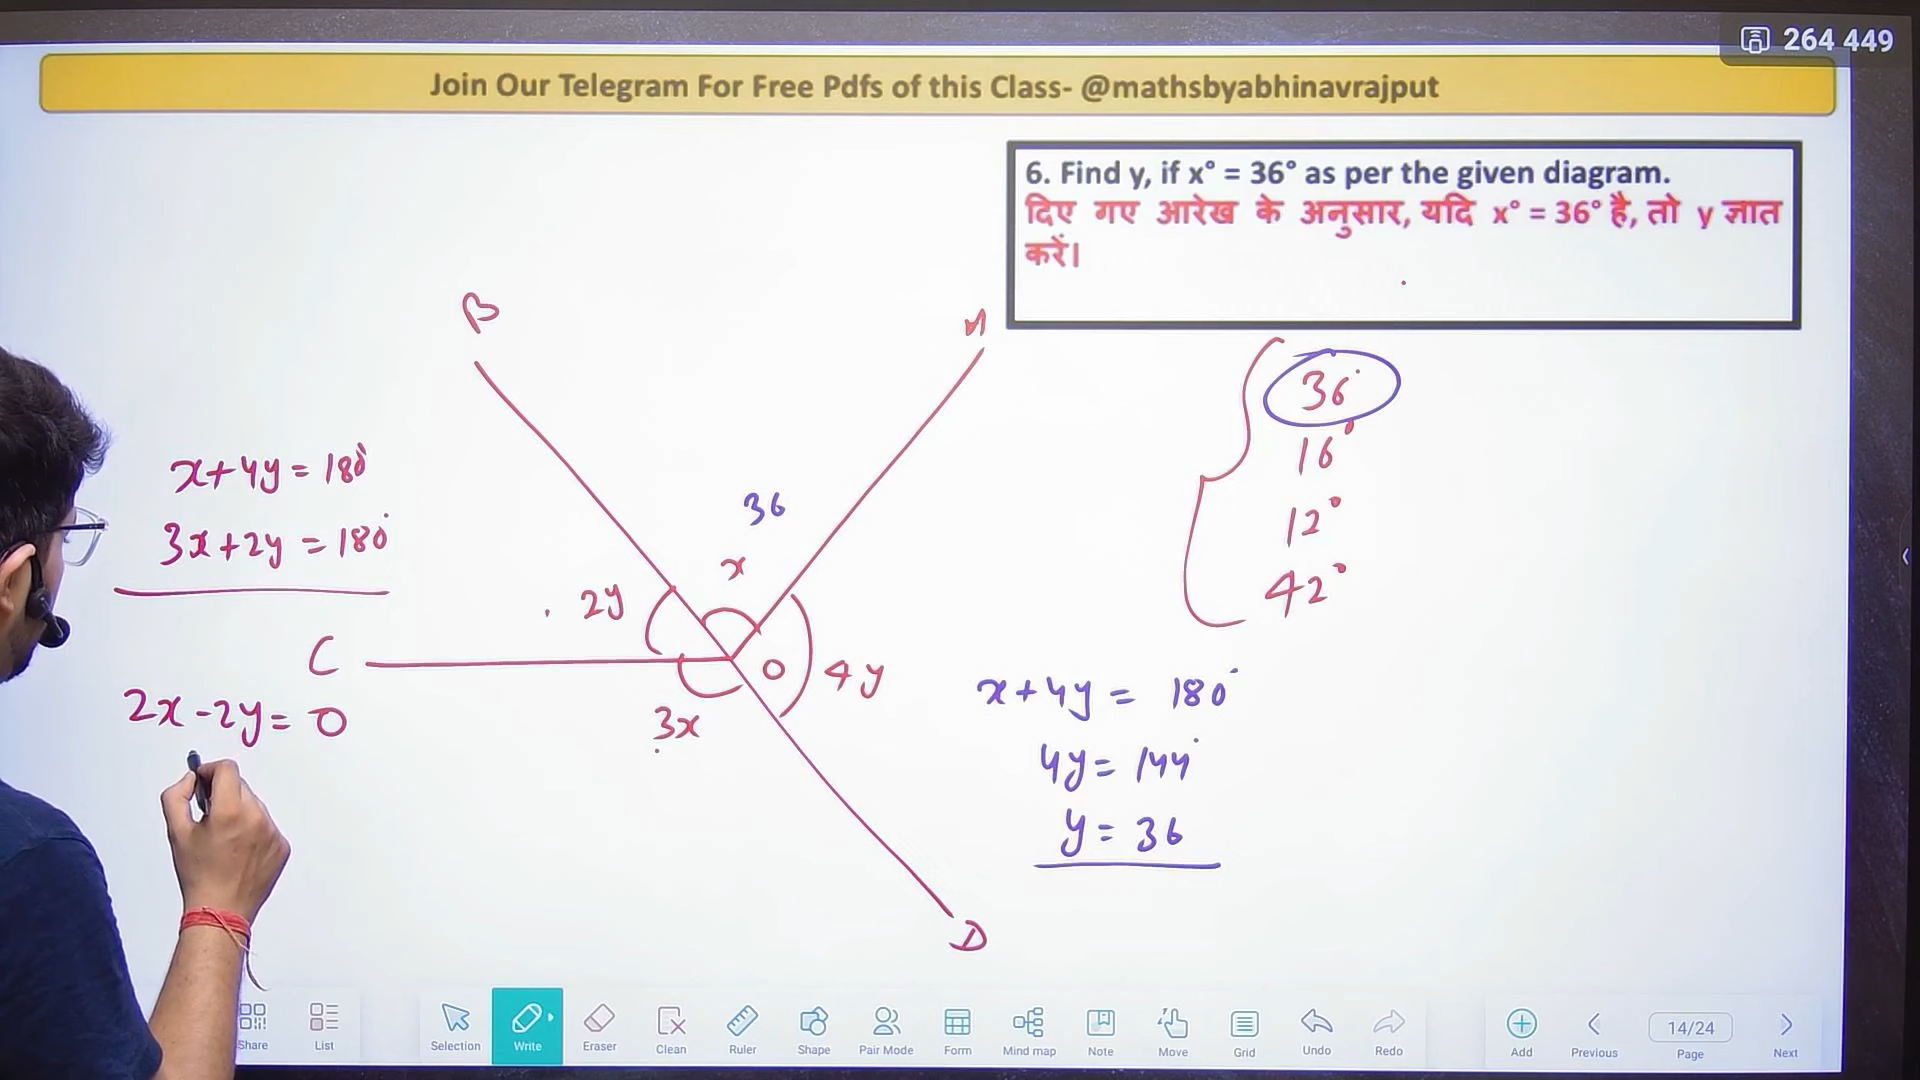 264 449
Join Our Telegram For Free Pdfs of this Class- @mathsbyabhinavrajput
6. Find y, if x° = 36° as per the given diagram.
दिए गए आरेख के अनुसार, यदि x° = 36° है, तो y ज्ञात
करें।
B
A
36°
16°
12°
42°
x+4y = 180°
3x+2y = 180°
36
x
2y
C
O
4y
3x
2x-2y = 0
x+4y = 180°
4y = 144°
y = 36
D
Share
List
Selection
Write
Eraser
Clean
Ruler
Shape
Pair Mode
Form
Mind map
Note
Move
Grid
Undo
Redo
Add
Previous
14/24
Page
Next